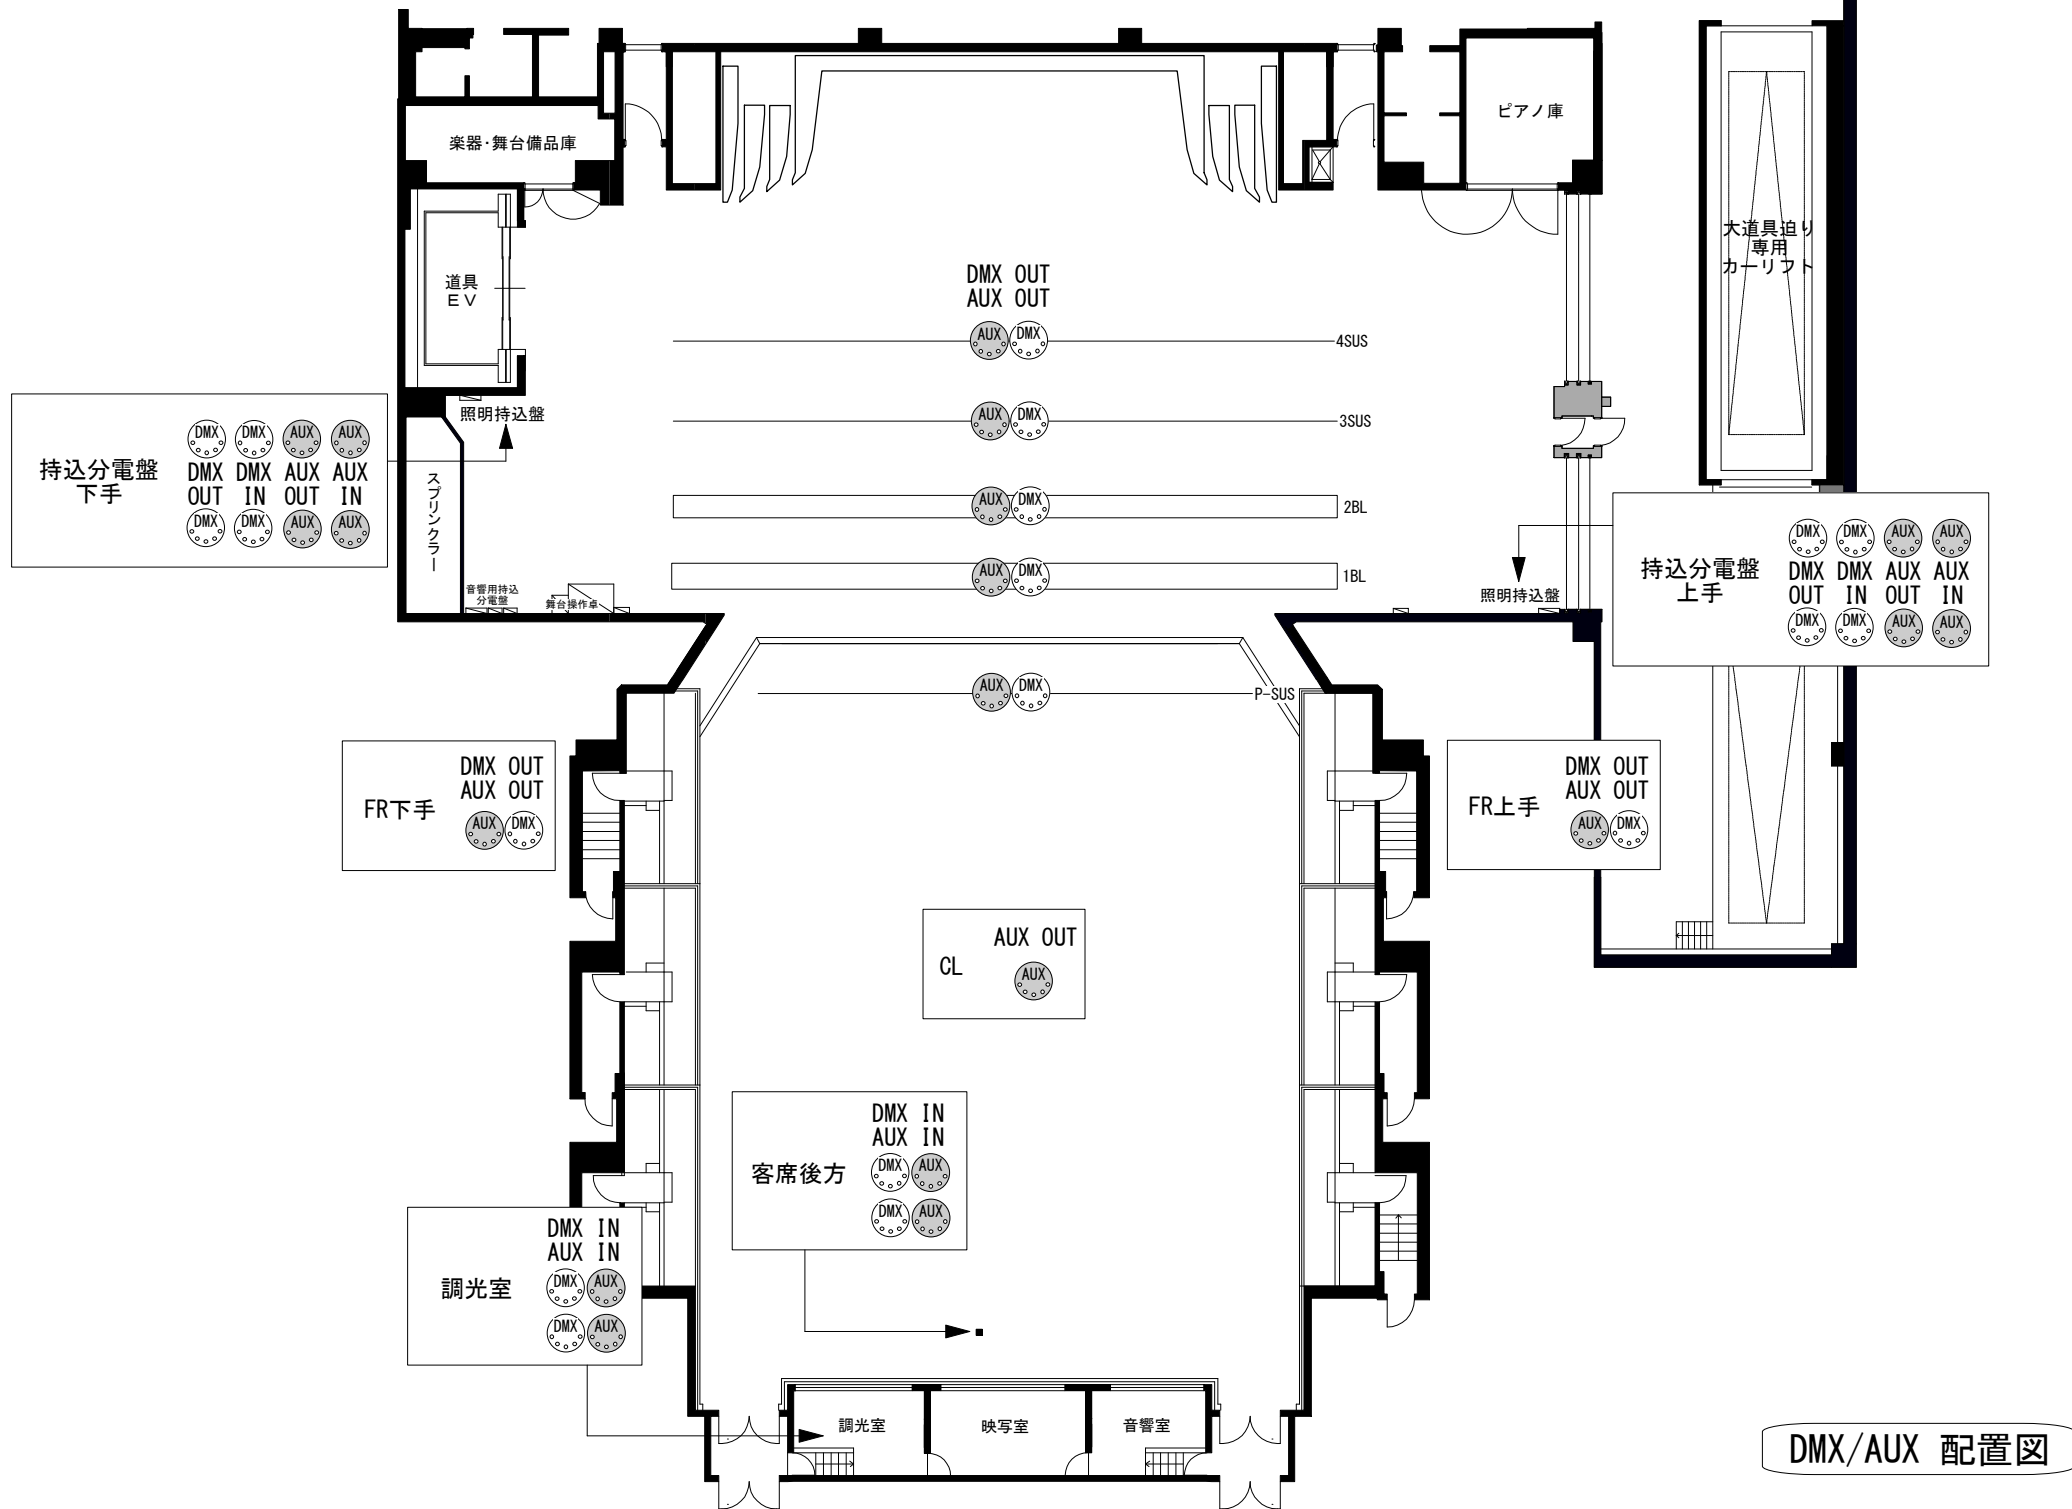 楽器・舞台備品庫
ピアノ庫
道具
ＥＶ
大道具迫り
専用
カーリフト
DMX OUT
AUX OUT
AUX DMX
4SUS
照明持込盤
AUX DMX
3SUS
持込分電盤
下手
DMX DMX AUX AUX
DMX DMX AUX AUX
OUT IN OUT IN
DMX DMX AUX AUX
スプリンクラー
AUX DMX
2BL
持込分電盤
上手
DMX DMX AUX AUX
DMX DMX AUX AUX
OUT IN OUT IN
DMX DMX AUX AUX
AUX DMX
1BL
音響用持込
分電盤
舞台操作卓
照明持込盤
AUX DMX
P-SUS
FR下手
DMX OUT
AUX OUT
AUX DMX
FR上手
DMX OUT
AUX OUT
AUX DMX
CL
AUX OUT
AUX
客席後方
DMX IN
AUX IN
DMX AUX
DMX AUX
調光室
DMX IN
AUX IN
DMX AUX
DMX AUX
調光室
映写室
音響室
DMX/AUX 配置図